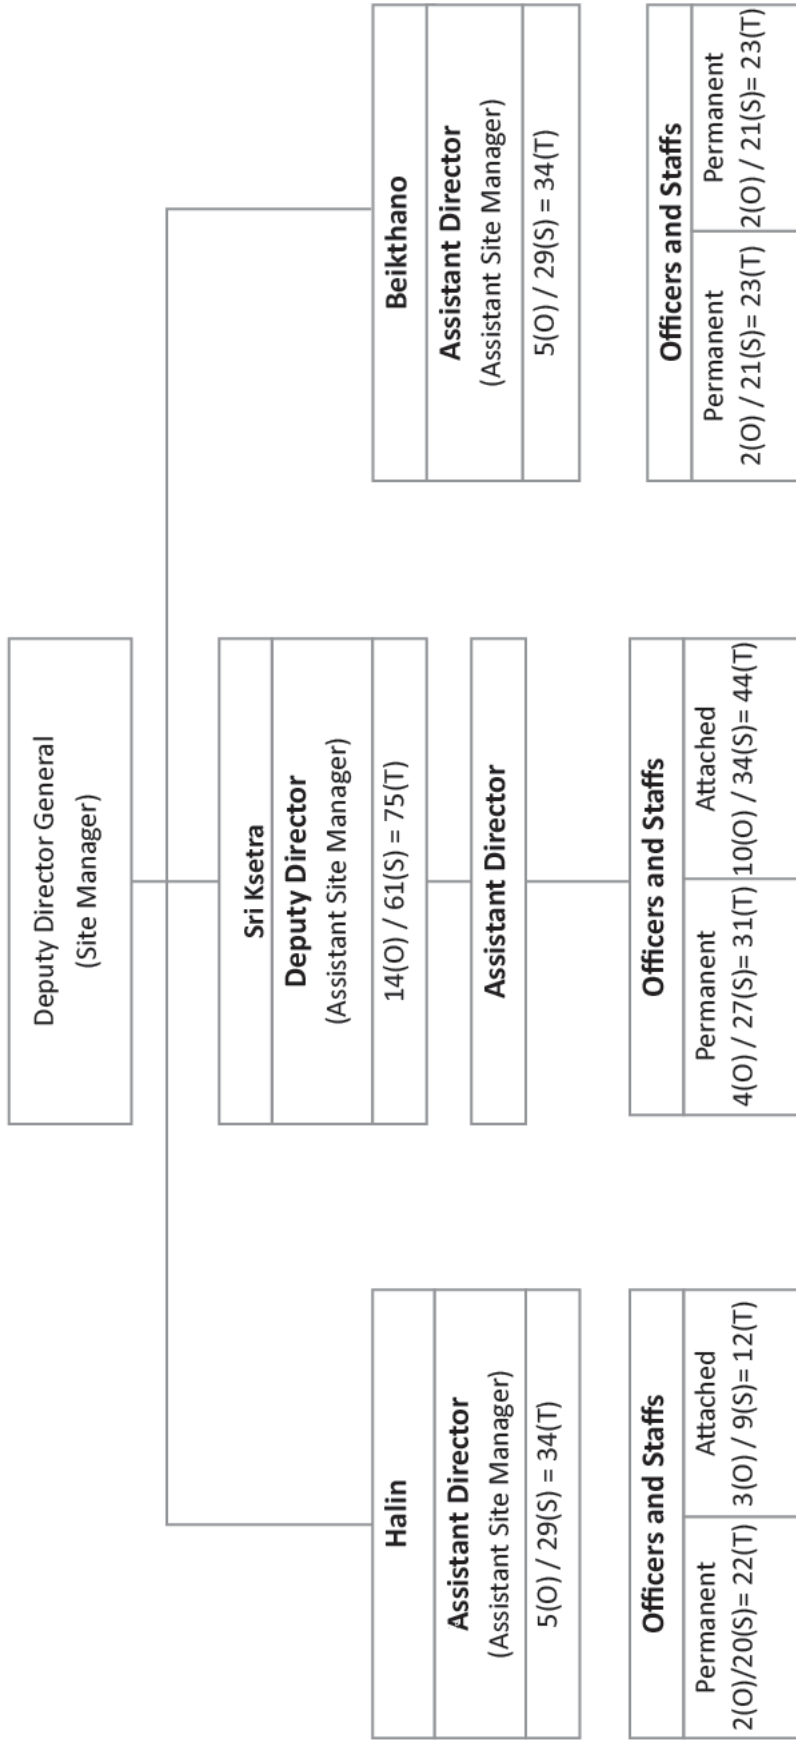 Deputy Director General
(Site Manager)
Halin
Assistant Director
(Assistant Site Manager)
5(O) / 29(S) = 34(T)
Officers and Staffs
Permanent
2(O)/20(S)= 22(T)
Attached
3(O) / 9(S)= 12(T)
Sri Ksetra
Deputy Director
(Assistant Site Manager)
14(O) / 61(S) = 75(T)
Assistant Director
Officers and Staffs
Permanent
4(O) / 27(S)= 31(T)
Attached
10(O) / 34(S)= 44(T)
Beikthano
Assistant Director
(Assistant Site Manager)
5(O) / 29(S) = 34(T)
Officers and Staffs
Permanent
2(O) / 21(S)= 23(T)
Permanent
2(O) / 21(S)= 23(T)